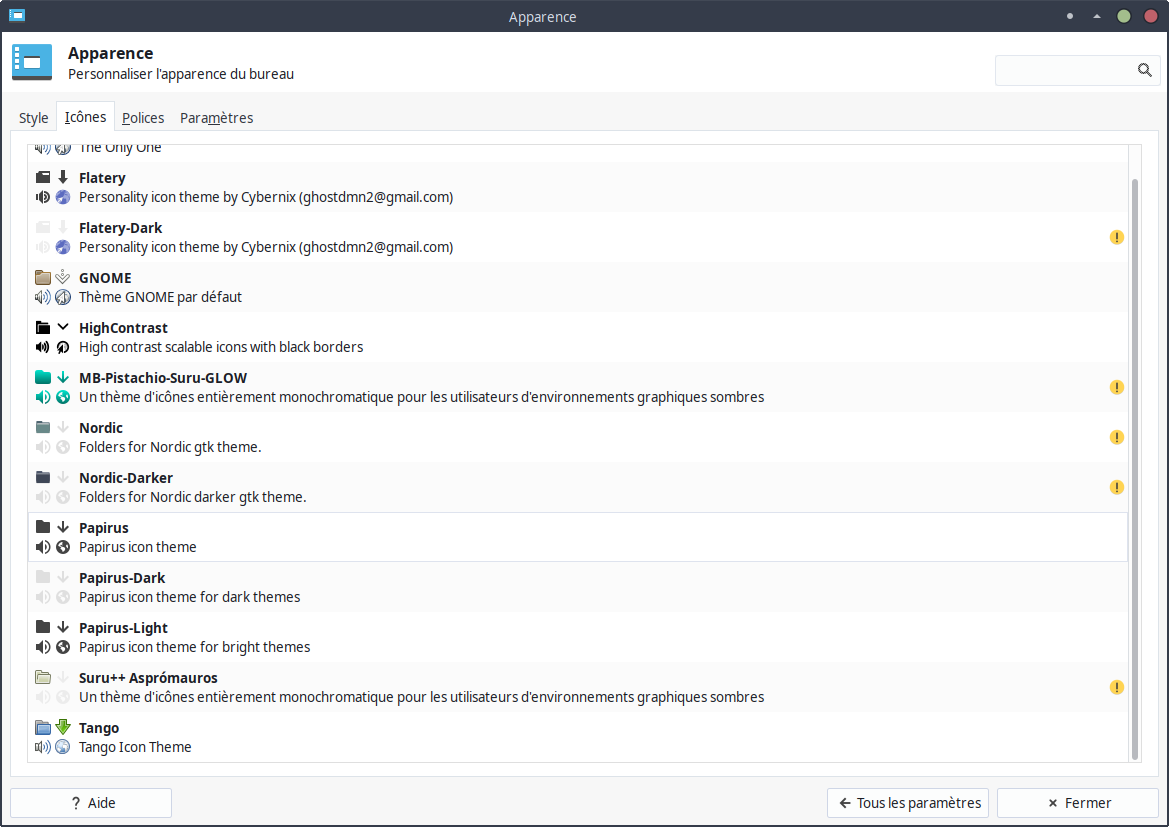 Apparence
Apparence
Personnaliser l'apparence du bureau
Style
Icônes
Polices
Paramètres
The Only One
Flatery
Personality icon theme by Cybernix (ghostdmn2@gmail.com)
Flatery-Dark
Personality icon theme by Cybernix (ghostdmn2@gmail.com)
GNOME
Thème GNOME par défaut
HighContrast
High contrast scalable icons with black borders
MB-Pistachio-Suru-GLOW
Un thème d'icônes entièrement monochromatique pour les utilisateurs d'environnements graphiques sombres
Nordic
Folders for Nordic gtk theme.
Nordic-Darker
Folders for Nordic darker gtk theme.
Papirus
Papirus icon theme
Papirus-Dark
Papirus icon theme for dark themes
Papirus-Light
Papirus icon theme for bright themes
Suru++ Asprómauros
Un thème d'icônes entièrement monochromatique pour les utilisateurs d'environnements graphiques sombres
Tango
Tango Icon Theme
? Aide
Tous les paramètres
Fermer